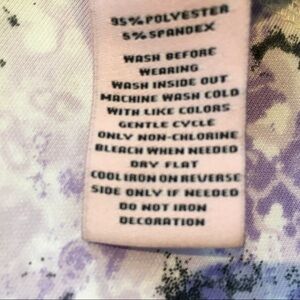 95% POLYESTER
5% SPANDEX
WASH BEFORE
WEARING
WASH INSIDE OUT
MACHINE WASH COLD
WITH LIKE COLORS
GENTLE CYCLE
ONLY NON-CHLORINE
BLEACH WHEN NEEDED
DRY FLAT
COOL IRON ON REVERSE
SIDE ONLY IF NEEDED
DO NOT IRON
DECORATION